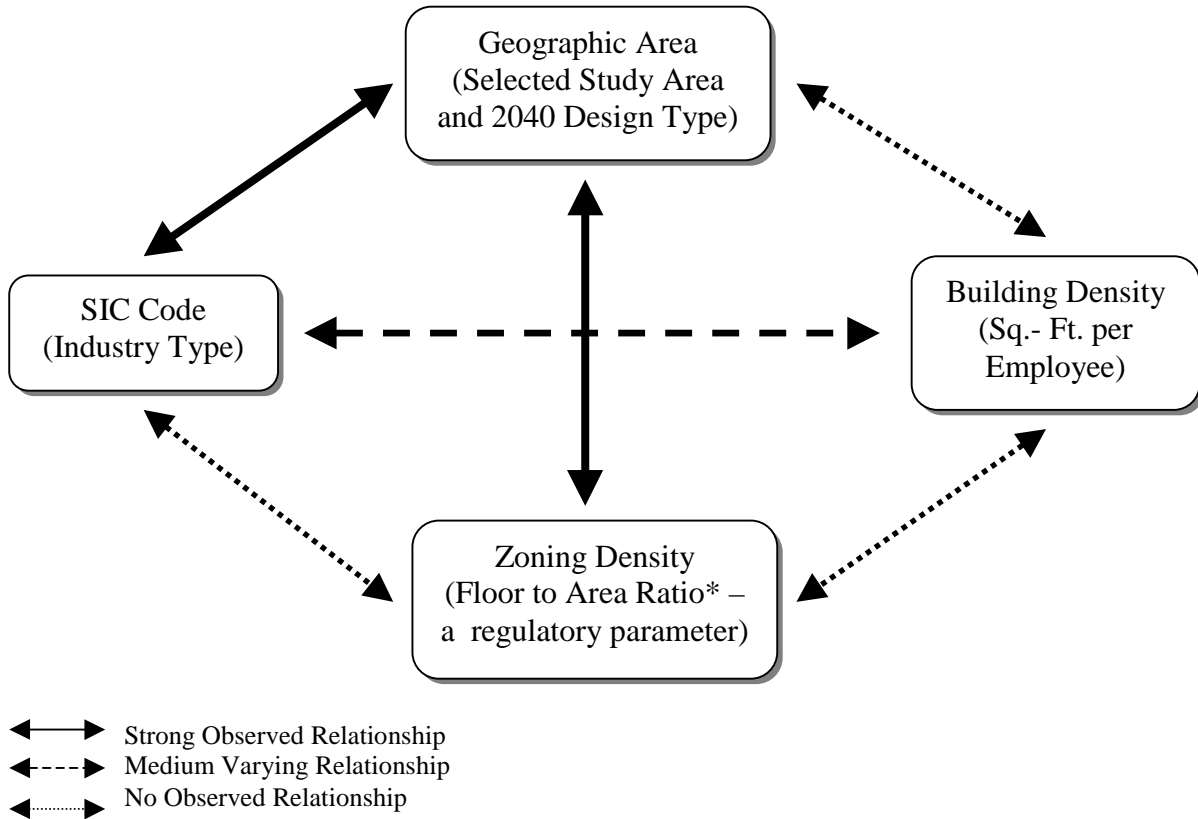 Geographic Area
(Selected Study Area
and 2040 Design Type)
SIC Code
(Industry Type)
Building Density
(Sq.- Ft. per
Employee)
Zoning Density
(Floor to Area Ratio* –
a regulatory parameter)
Strong Observed Relationship
Medium Varying Relationship
No Observed Relationship